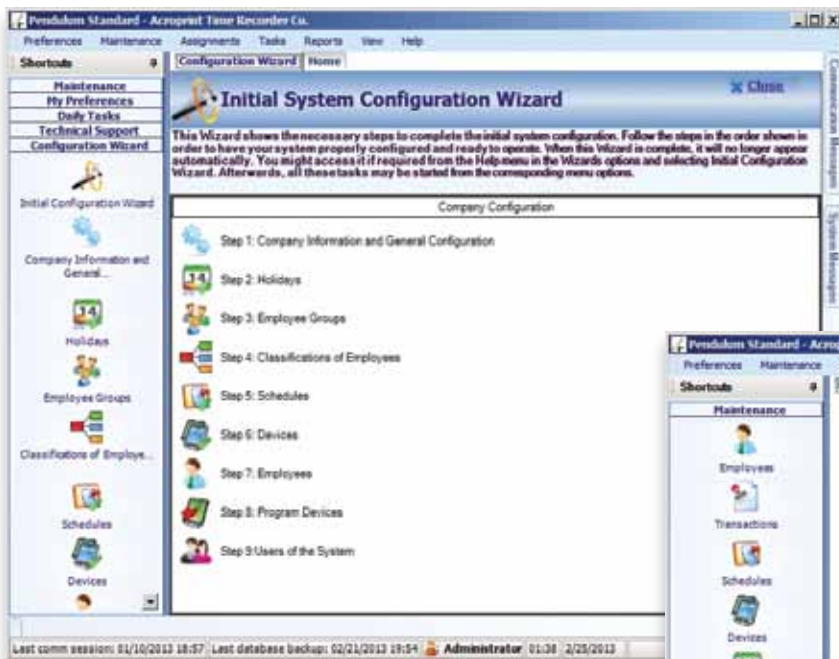 Pendulum Standard - Acroprint Time Recorder Co.
Preferences Maintenance Assignments Tasks Reports View Help
Shortcuts
Configuration Wizard Home
Maintenance
My Preferences
Daily Tasks
Technical Support
Configuration Wizard
Initial Configuration Wizard
Company Information and
General...
Holidays
Employee Groups
Classifications of Employe...
Schedules
Devices
Initial System Configuration Wizard
Close
This Wizard shows the necessary steps to complete the initial system configuration. Follow the steps in the order shown in
order to have your system properly configured and ready to operate. When this Wizard is complete, it will no longer appear
automatically. You might access it if required from the Help menu in the Wizards options and selecting Initial Configuration
Wizard. Afterwards, all these tasks may be started from the corresponding menu options.
Company Configuration
Step 1: Company Information and General Configuration
14 Step 2: Holidays
Step 3: Employee Groups
Step 4: Classifications of Employees
Step 5: Schedules
Step 6: Devices
Step 7: Employees
Step 8: Program Devices
Step 9:Users of the System
Communication Manager
System Messages
Last comm session: 01/10/2013 18:57 Last database backup: 02/21/2013 19:54 Administrator 01:38 2/25/2013
Pendulum Standard - Acrop
Preferences Maintenance
Shortcuts
Maintenance
Employees
Transactions
Schedules
Devices